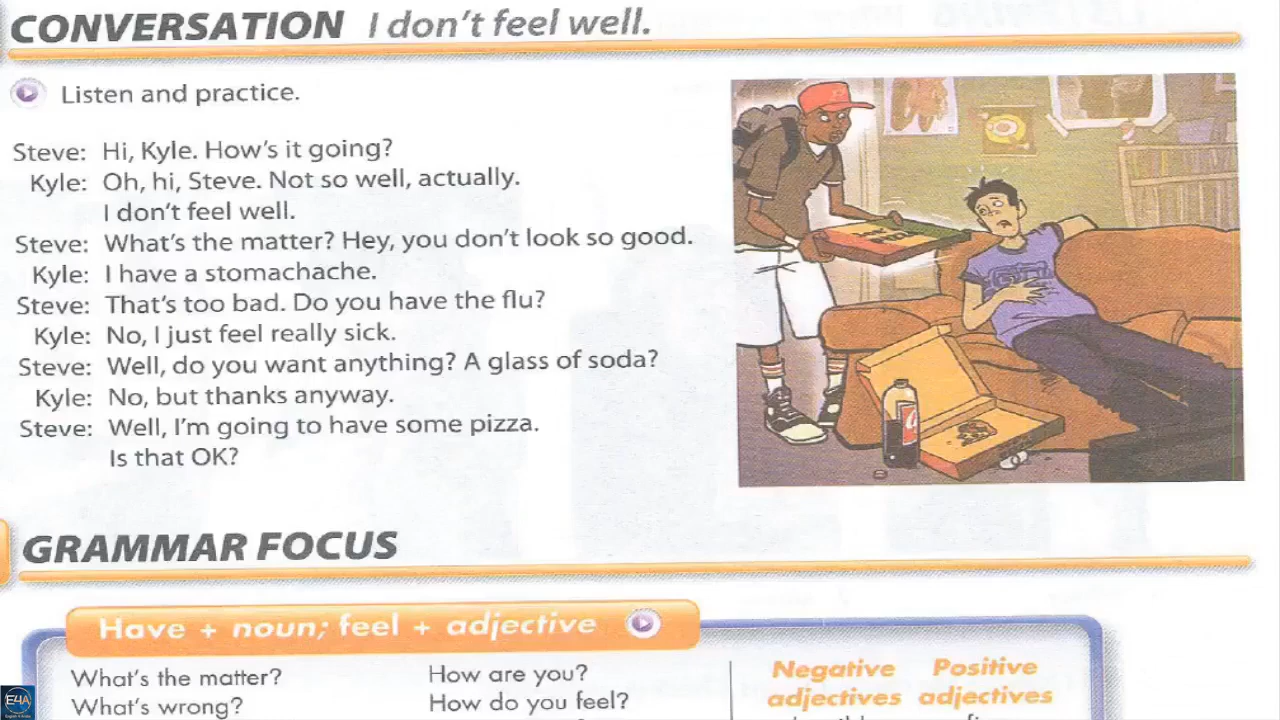 CONVERSATION I don't feel well.
Listen and practice.
Steve: Hi, Kyle. How's it going?
Kyle: Oh, hi, Steve. Not so well, actually.
I don't feel well.
Steve: What's the matter? Hey, you don't look so good.
Kyle: I have a stomachache.
Steve: That's too bad. Do you have the flu?
Kyle: No, I just feel really sick.
Steve: Well, do you want anything? A glass of soda?
Kyle: No, but thanks anyway.
Steve: Well, I'm going to have some pizza.
Is that OK?
GRAMMAR FOCUS
Have + noun; feel + adjective
What's the matter?
What's wrong?
How are you?
How do you feel?
Negative adjectives
Positive adjectives
E4A